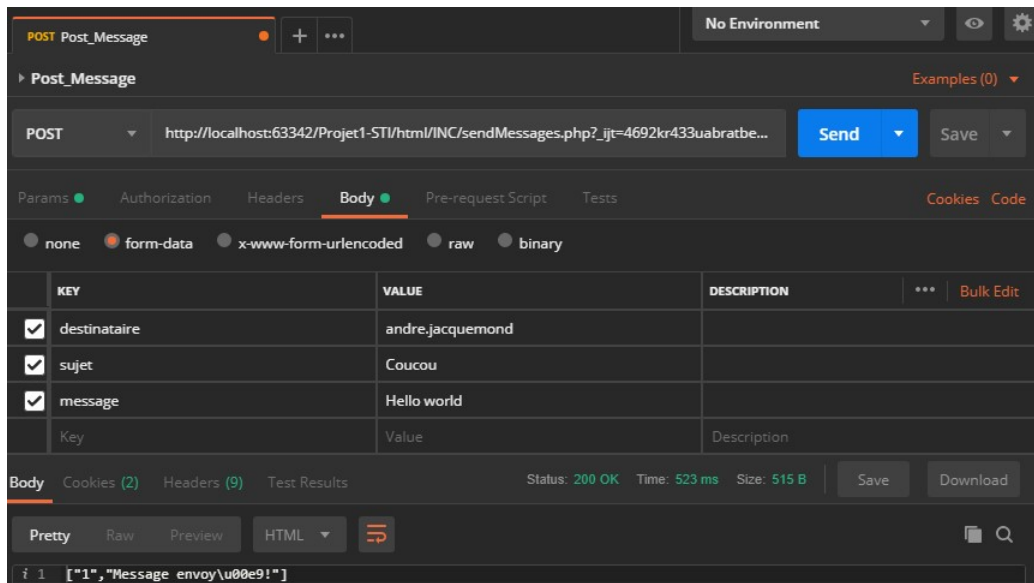 POST Post_Message + ••• No Environment
Post_Message Examples (0)
POST http://localhost:63342/Projet1-STI/html/INC/sendMessages.php?_ijt=4692kr433uabratbe... Send Save
Params Authorization Headers Body Pre-request Script Tests Cookies Code
none form-data x-www-form-urlencoded raw binary
KEY VALUE DESCRIPTION ••• Bulk Edit
destinataire andre.jacquemond
sujet Coucou
message Hello world
Key Value Description
Body Cookies (2) Headers (9) Test Results Status: 200 OK Time: 523 ms Size: 515 B Save Download
Pretty Raw Preview HTML
i 1 ["1","Message envoy\u00e9!"]